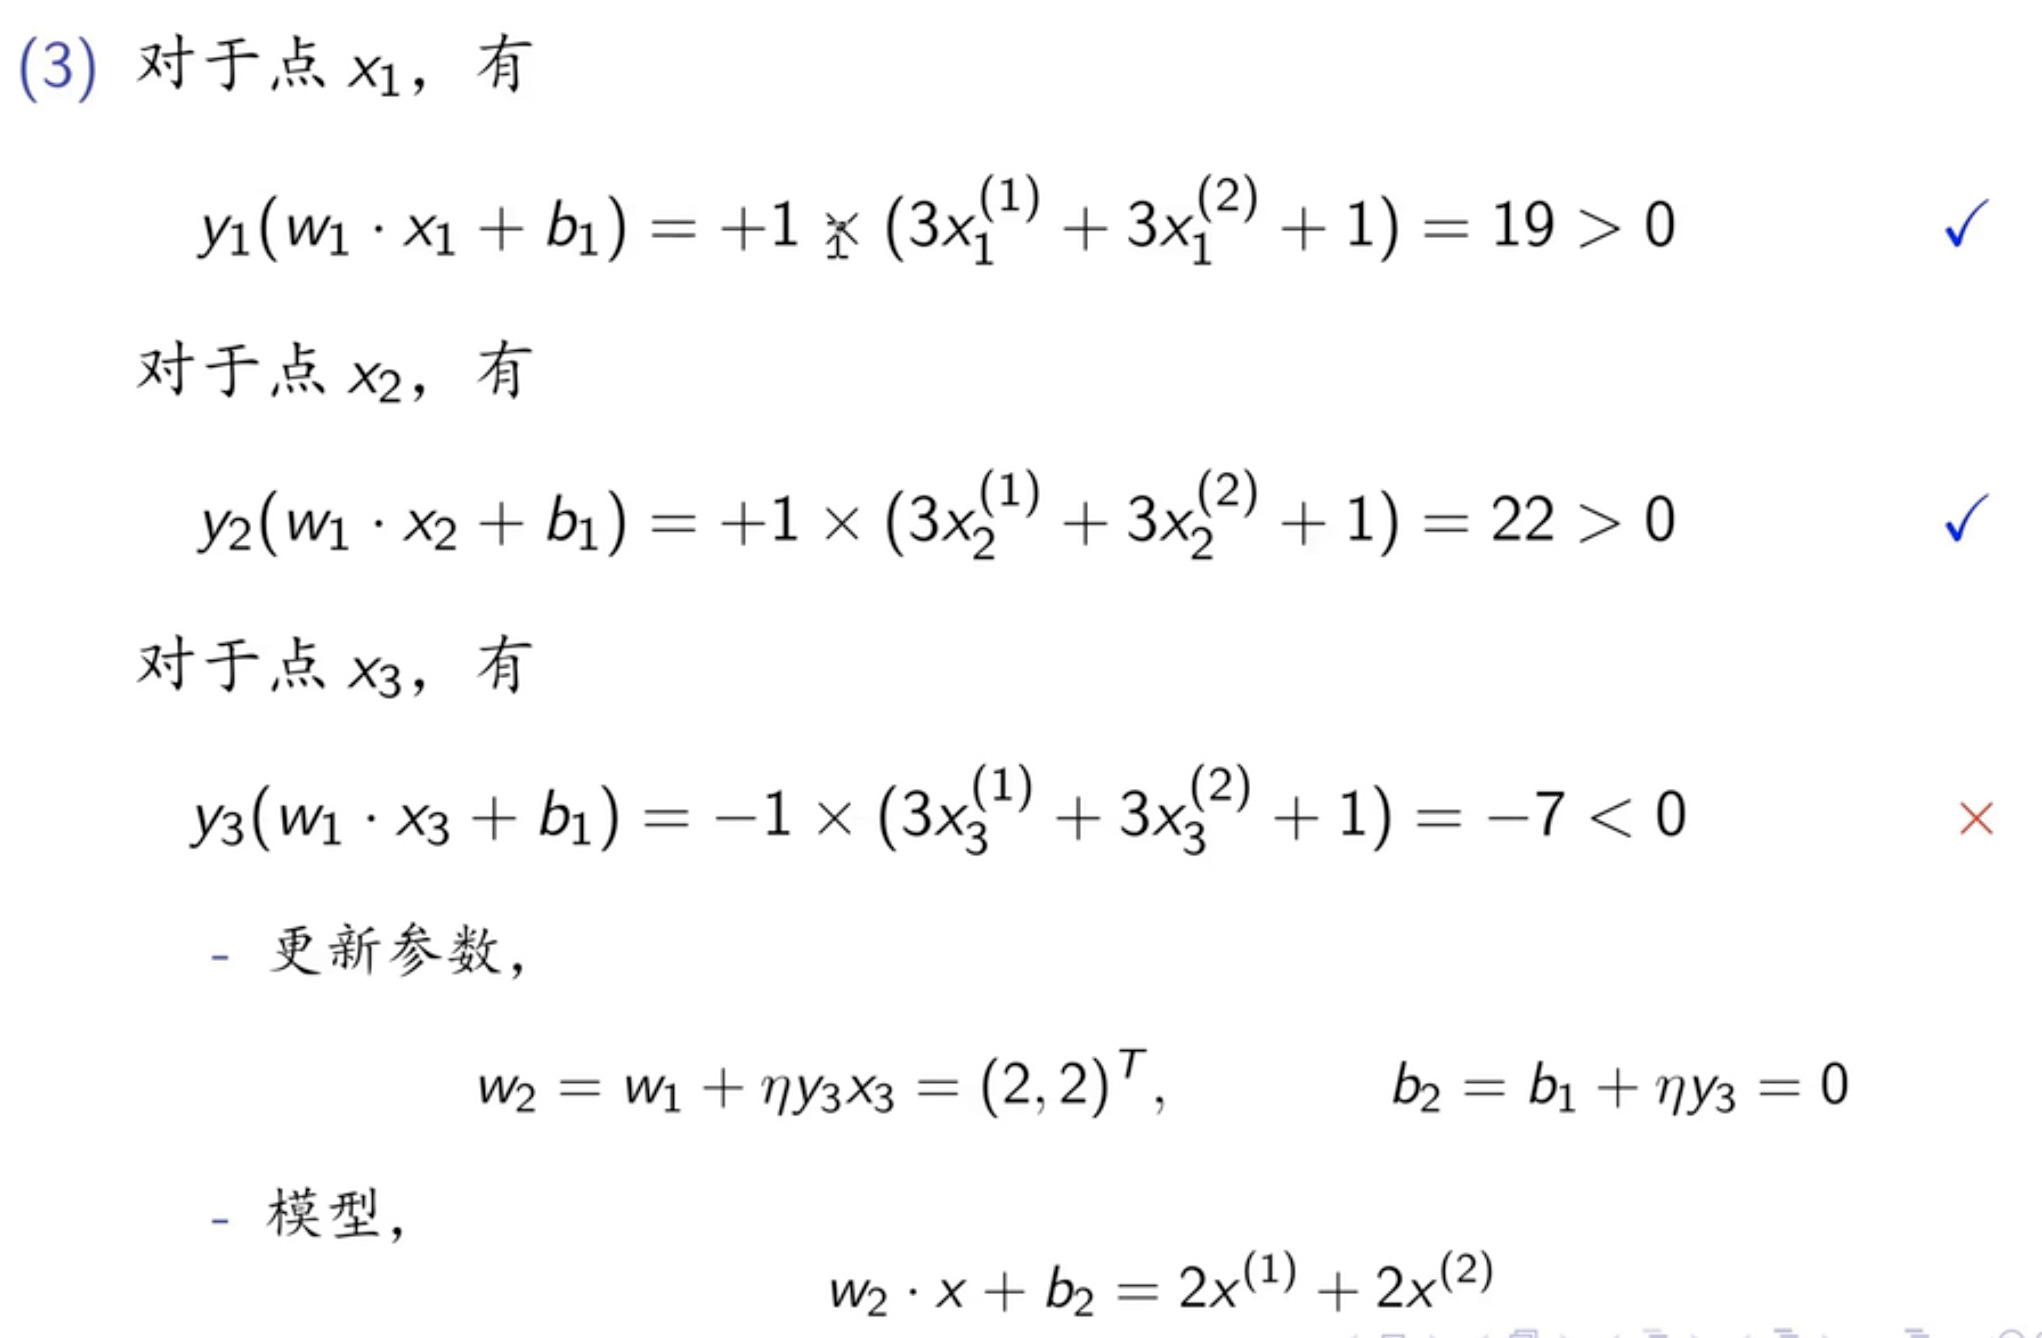 (3) 对于点 x₁，有
y₁(w₁ · x₁ + b₁) = +1 × (3x₁⁽¹⁾ + 3x₁⁽²⁾ + 1) = 19 > 0 ✓
对于点 x₂，有
y₂(w₁ · x₂ + b₁) = +1 × (3x₂⁽¹⁾ + 3x₂⁽²⁾ + 1) = 22 > 0 ✓
对于点 x₃，有
y₃(w₁ · x₃ + b₁) = −1 × (3x₃⁽¹⁾ + 3x₃⁽²⁾ + 1) = −7 < 0 ×
- 更新参数，
w₂ = w₁ + ηy₃x₃ = (2, 2)ᵀ, b₂ = b₁ + ηy₃ = 0
- 模型，
w₂ · x + b₂ = 2x⁽¹⁾ + 2x⁽²⁾